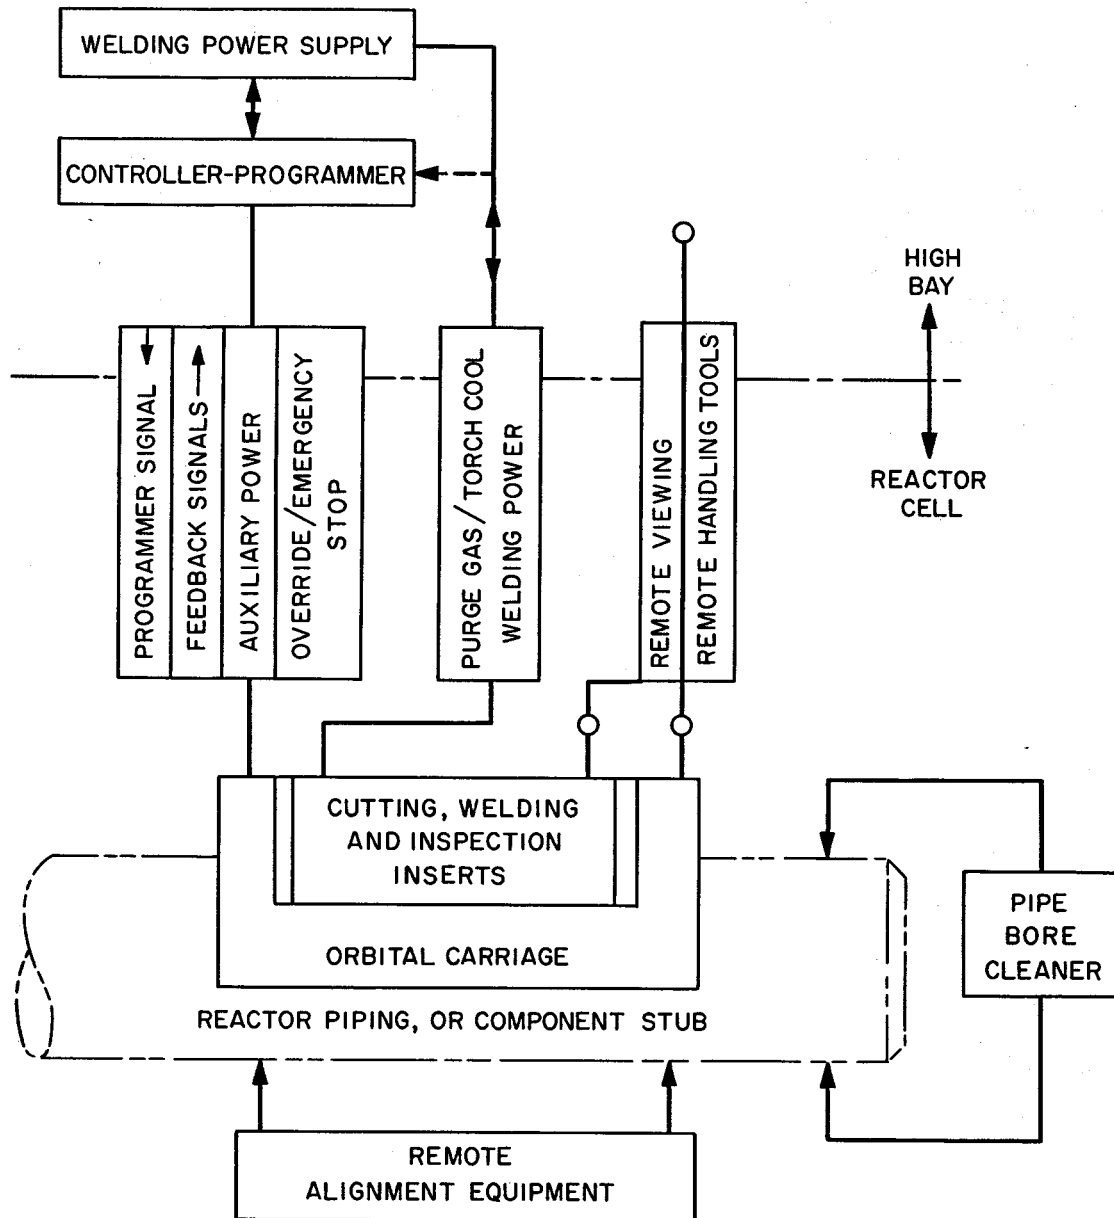 WELDING POWER SUPPLY
CONTROLLER-PROGRAMMER
HIGH
BAY
REACTOR
CELL
PROGRAMMER SIGNAL
FEEDBACK SIGNALS
AUXILIARY POWER
OVERRIDE/EMERGENCY
STOP
PURGE GAS/TORCH COOL
WELDING POWER
REMOTE VIEWING
REMOTE HANDLING TOOLS
CUTTING, WELDING
AND INSPECTION
INSERTS
ORBITAL CARRIAGE
REACTOR PIPING, OR COMPONENT STUB
PIPE
BORE
CLEANER
REMOTE
ALIGNMENT EQUIPMENT